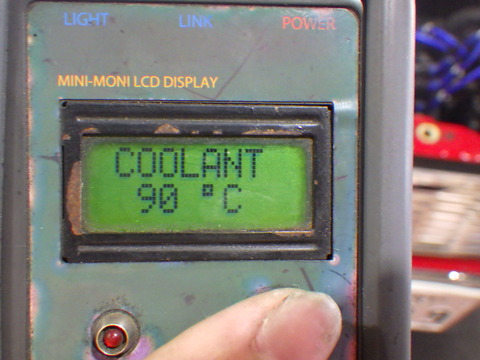 LIGHT LINK POWER
MINI-MONI LCD DISPLAY
COOLANT
90 °C